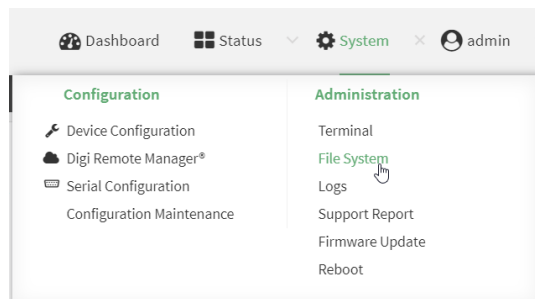 Dashboard Status System admin
Configuration Administration
Device Configuration Terminal
Digi Remote Manager® File System
Serial Configuration Logs
Configuration Maintenance Support Report
Firmware Update
Reboot